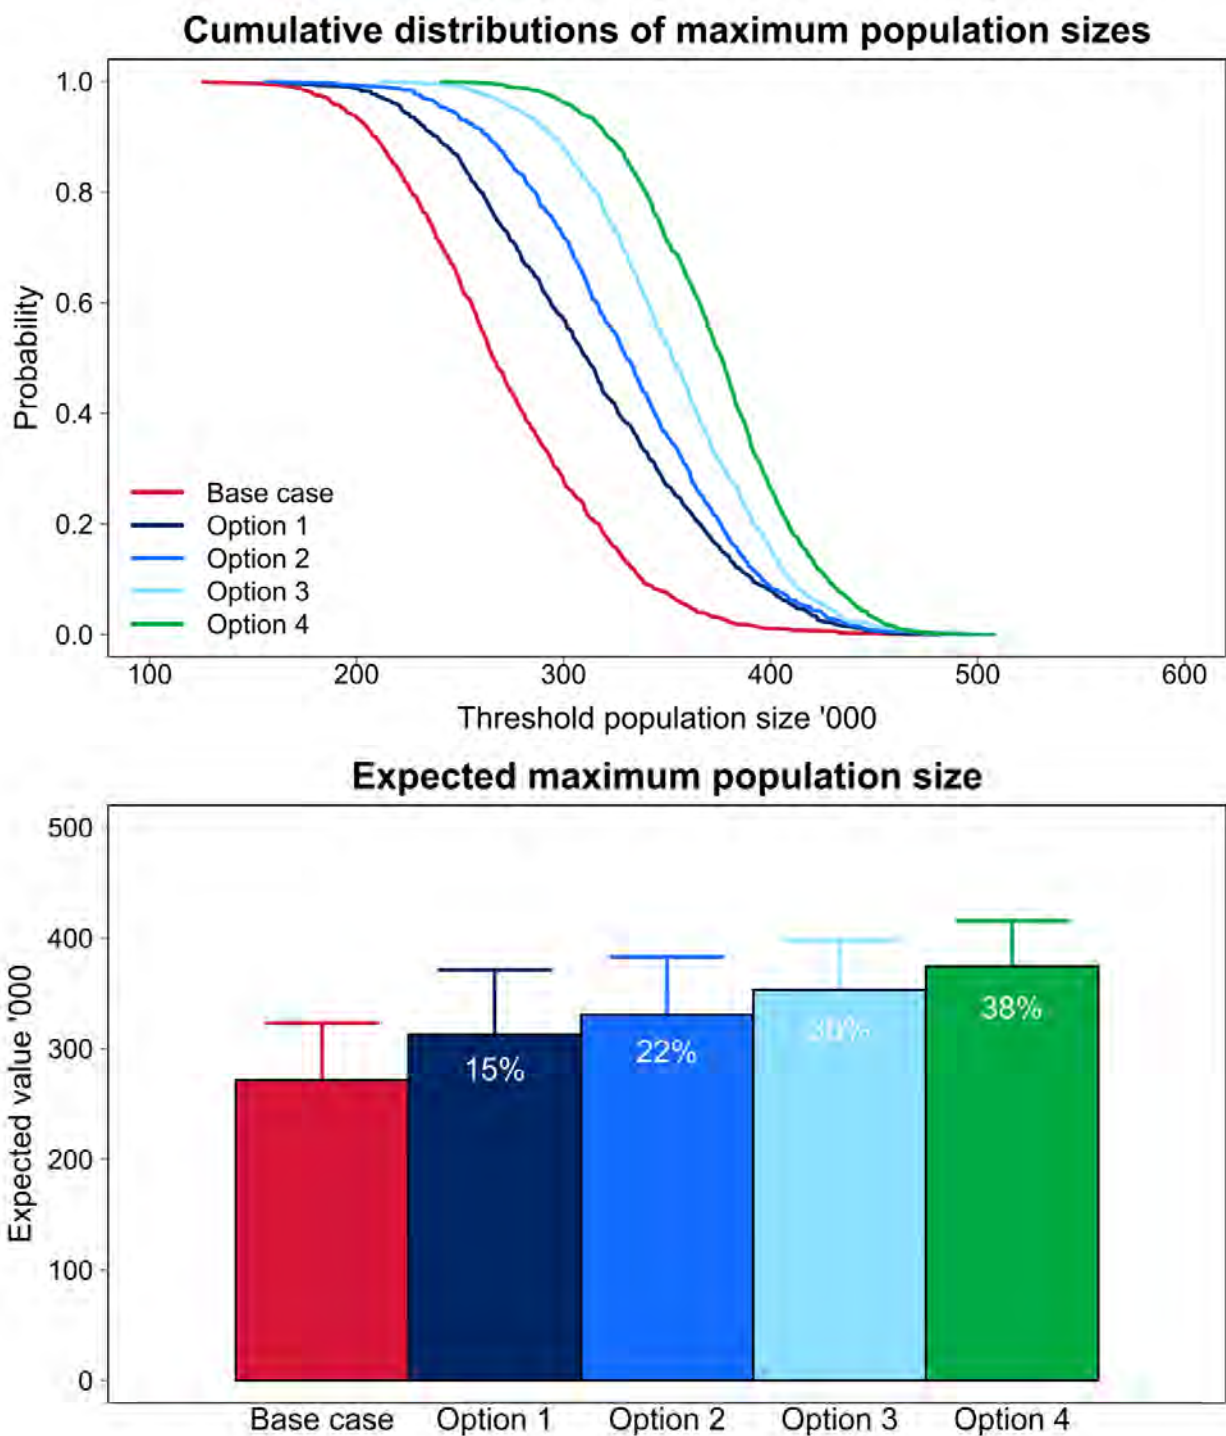 Cumulative distributions of maximum population sizes
1.0
0.8
0.6
0.4
0.2
0.0
Probability
Base case
Option 1
Option 2
Option 3
Option 4
100 200 300 400 500 600
Threshold population size '000
Expected maximum population size
500
400
300
200
100
0
Expected value '000
15%
22%
30%
38%
Base case Option 1 Option 2 Option 3 Option 4